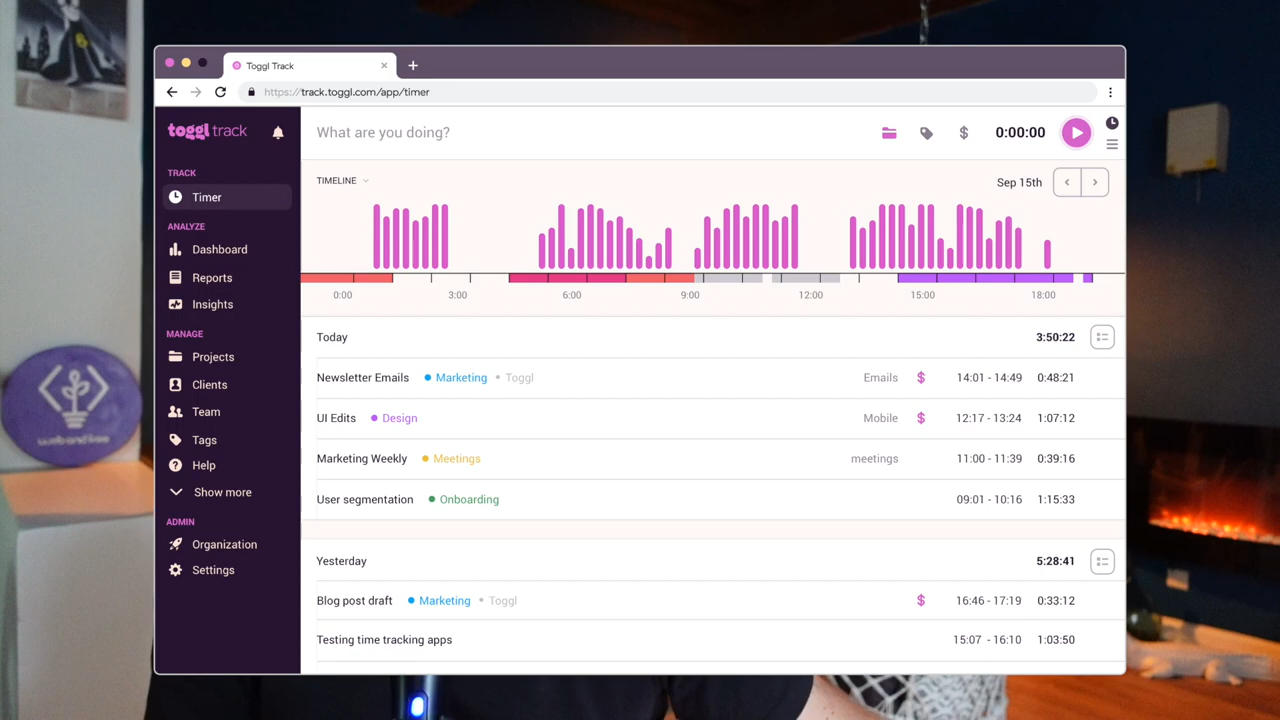 Toggl Track
https://track.toggl.com/app/timer
toggl track
What are you doing?
$
0:00:00
TRACK
Timer
ANALYZE
Dashboard
Reports
Insights
MANAGE
Projects
Clients
Team
Tags
Help
Show more
ADMIN
Organization
Settings
TIMELINE
Sep 15th
0:00 3:00 6:00 9:00 12:00 15:00 18:00
Today 3:50:22
Newsletter Emails • Marketing • Toggl Emails $ 14:01 - 14:49 0:48:21
UI Edits • Design Mobile $ 12:17 - 13:24 1:07:12
Marketing Weekly • Meetings meetings 11:00 - 11:39 0:39:16
User segmentation • Onboarding 09:01 - 10:16 1:15:33
Yesterday 5:28:41
Blog post draft • Marketing • Toggl $ 16:46 - 17:19 0:33:12
Testing time tracking apps 15:07 - 16:10 1:03:50